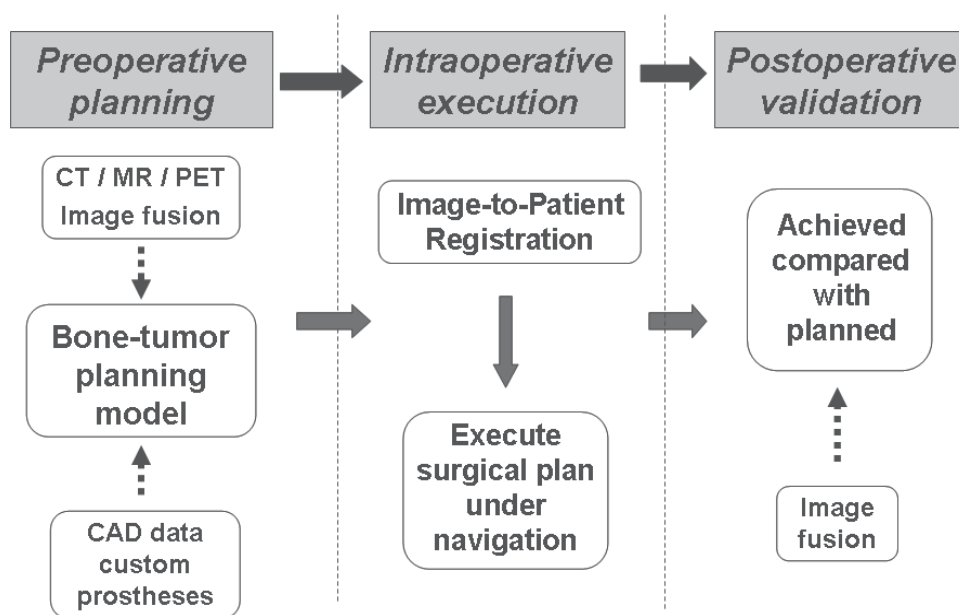 Preoperative
planning
Intraoperative
execution
Postoperative
validation
CT / MR / PET
Image fusion
Bone-tumor
planning
model
CAD data
custom
prostheses
Image-to-Patient
Registration
Execute
surgical plan
under
navigation
Achieved
compared
with
planned
Image
fusion